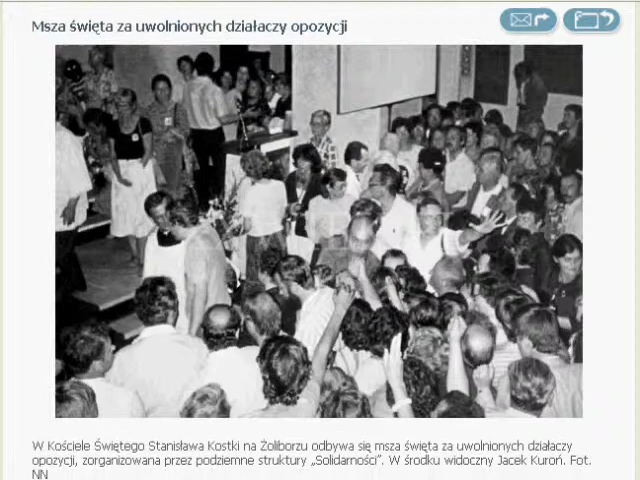 Msza święta za uwolnionych działaczy opozycji
W Kościele Świętego Stanisława Kostki na Żoliborzu odbywa się msza święta za uwolnionych działaczy
opozycji, zorganizowana przez podziemne struktury „Solidarności”. W środku widoczny Jacek Kuroń. Fot.
NN